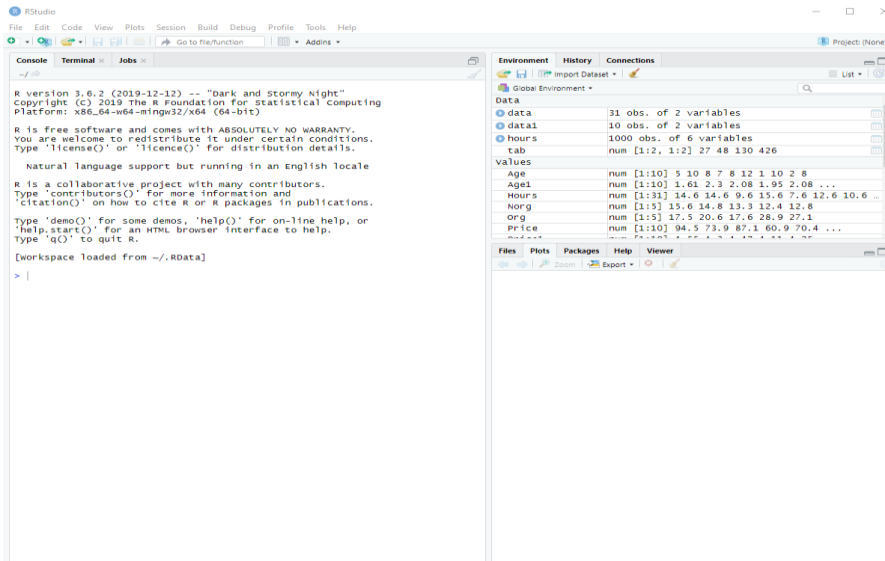 RStudio
File Edit Code View Plots Session Build Debug Profile Tools Help
Go to file/function Addins Project: (None
Console Terminal Jobs
~/
R version 3.6.2 (2019-12-12) -- "Dark and Stormy Night"
Copyright (C) 2019 The R Foundation for Statistical Computing
Platform: x86_64-w64-mingw32/x64 (64-bit)
R is free software and comes with ABSOLUTELY NO WARRANTY.
You are welcome to redistribute it under certain conditions.
Type 'license()' or 'licence()' for distribution details.
Natural language support but running in an English locale
R is a collaborative project with many contributors.
Type 'contributors()' for more information and
'citation()' on how to cite R or R packages in publications.
Type 'demo()' for some demos, 'help()' for on-line help, or
'help.start()' for an HTML browser interface to help.
Type 'q()' to quit R.
[Workspace loaded from ~/.RData]
>
Environment History Connections
Import Dataset List
Global Environment
Data
data 31 obs. of 2 variables
data1 10 obs. of 2 variables
hours 1000 obs. of 6 variables
tab num [1:2, 1:2] 27 48 130 426
Values
Age num [1:10] 5 10 8 7 8 12 1 10 2 8
Age1 num [1:10] 1.61 2.3 2.08 1.95 2.08 ...
Hours num [1:31] 14.6 14.6 9.6 15.6 7.6 12.6 10.6 …
Norg num [1:5] 15.6 14.8 13.3 12.4 12.8
Org num [1:5] 17.5 20.6 17.6 28.9 27.1
Price num [1:10] 94.5 73.9 87.1 60.9 70.4 ...
Files Plots Packages Help Viewer
Zoom Export